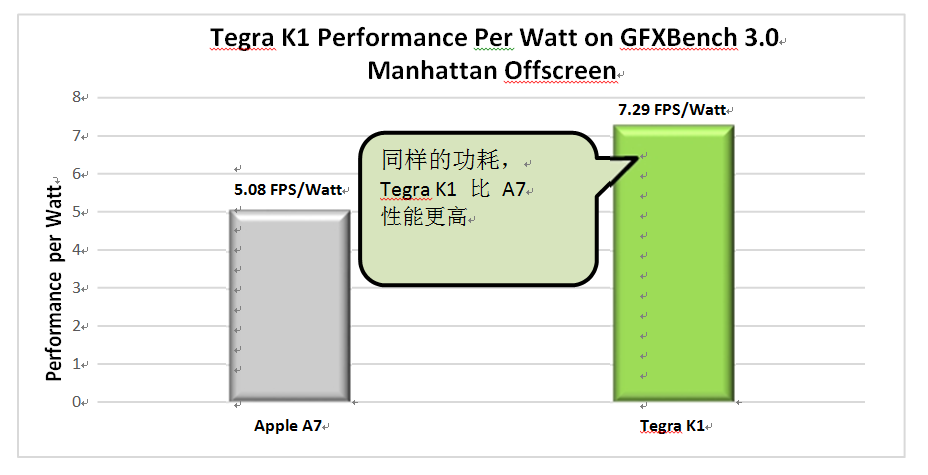 Tegra K1 Performance Per Watt on GFXBench 3.0
Manhattan Offscreen
Performance per Watt
8
7
6
5
4
3
2
1
0
5.08 FPS/Watt
同样的功耗，
Tegra K1 比 A7
性能更高
7.29 FPS/Watt
Apple A7
Tegra K1